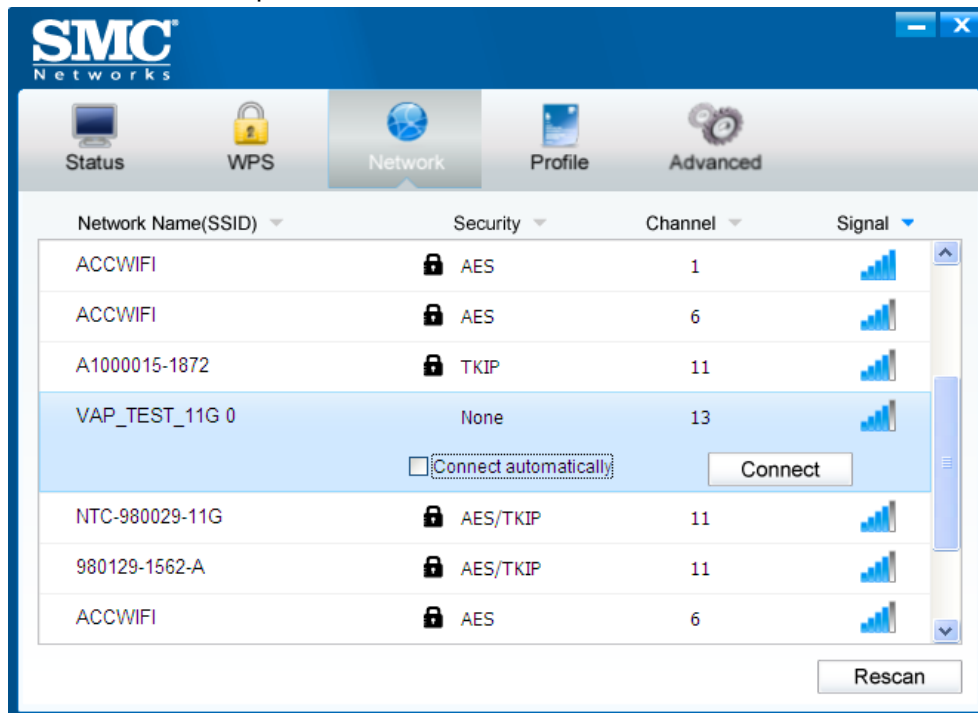 SMC
Networks
Status WPS Network Profile Advanced
Network Name(SSID) Security Channel Signal
ACCWIFI AES 1
ACCWIFI AES 6
A1000015-1872 TKIP 11
VAP_TEST_11G 0 None 13
Connect automatically Connect
NTC-980029-11G AES/TKIP 11
980129-1562-A AES/TKIP 11
ACCWIFI AES 6
Rescan